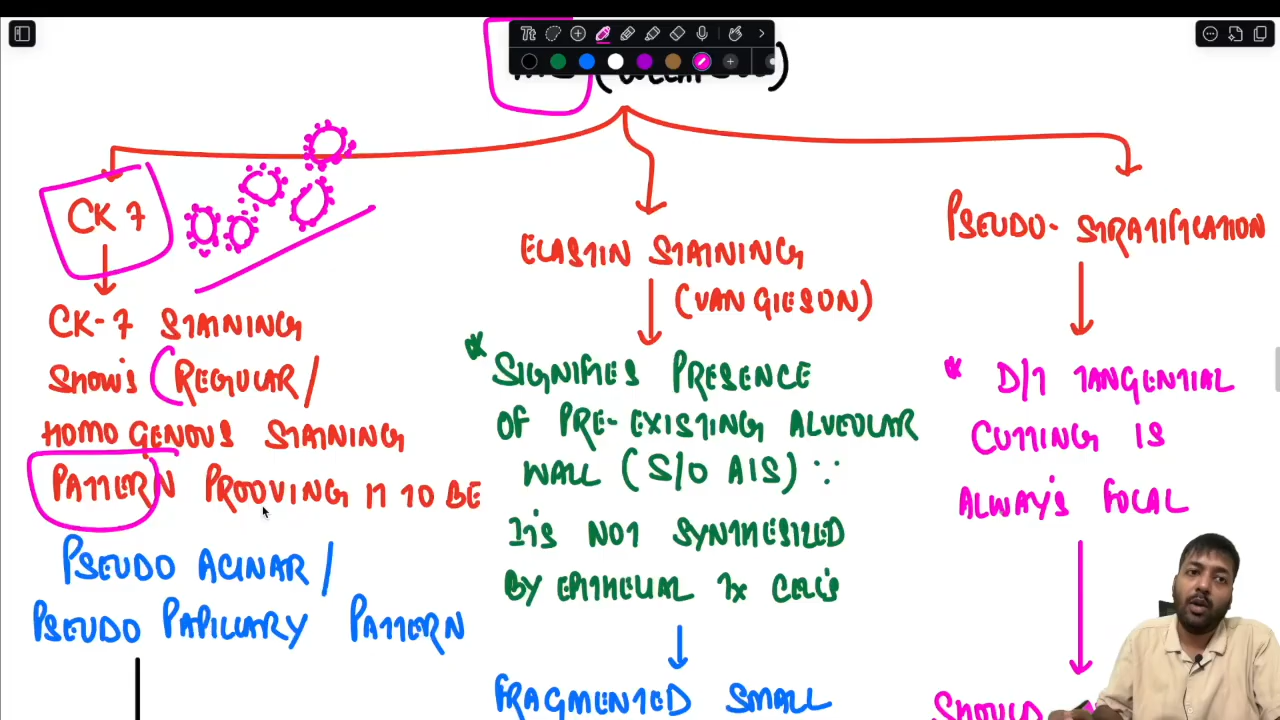 CK 7
CK-7 STAINING
SHOWS (REGULAR /
HOMOGENOUS STAINING
PATTERN PROOVING IT TO BE
PSEUDO ACINAR /
PSEUDO PAPILLARY PATTERN
ELASTIN STAINING
(VAN GIESON)
* SIGNIFIES PRESENCE
OF PRE-EXISTING ALVEOLAR
WALL (S/O AIS) ∵
IT'S NOT SYNTHESIZED
BY EPITHELIAL Tx CELLS
FRAGMENTED SMALL
PSEUDO-STRATIFICATION
* D/T TANGENTIAL
CUTTING IS
ALWAYS FOCAL
SHOULD
Tt